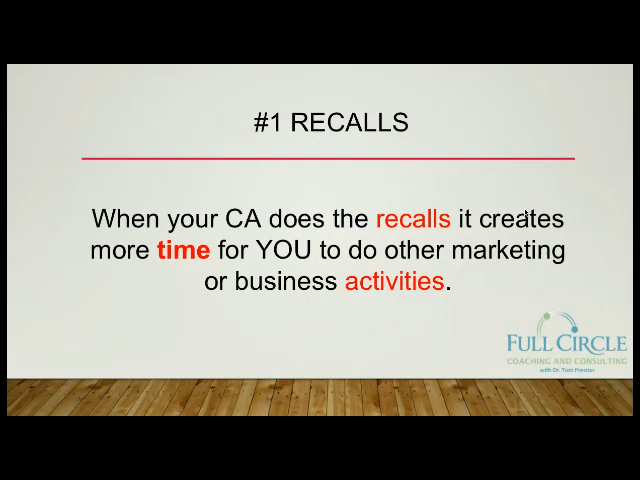 #1 RECALLS
When your CA does the recalls it creates
more time for YOU to do other marketing
or business activities.
FULL CIRCLE
COACHING AND CONSULTING
with Dr. Tom Preston